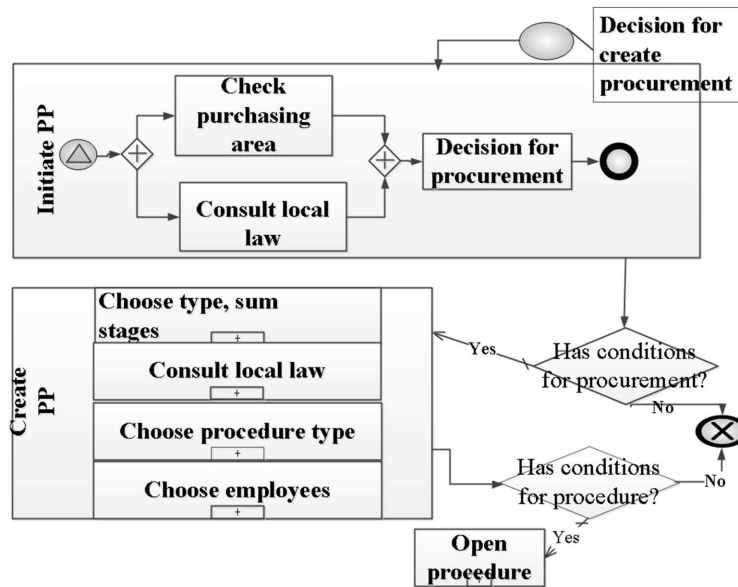 Decision for
create
procurement
Initiate PP
Check
purchasing
area
Decision for
procurement
Consult local
law
Create
PP
Choose type, sum
stages
Consult local law
Choose procedure type
Choose employees
Yes
Has conditions
for procurement?
No
Has conditions
for procedure?
No
Yes
Open
procedure